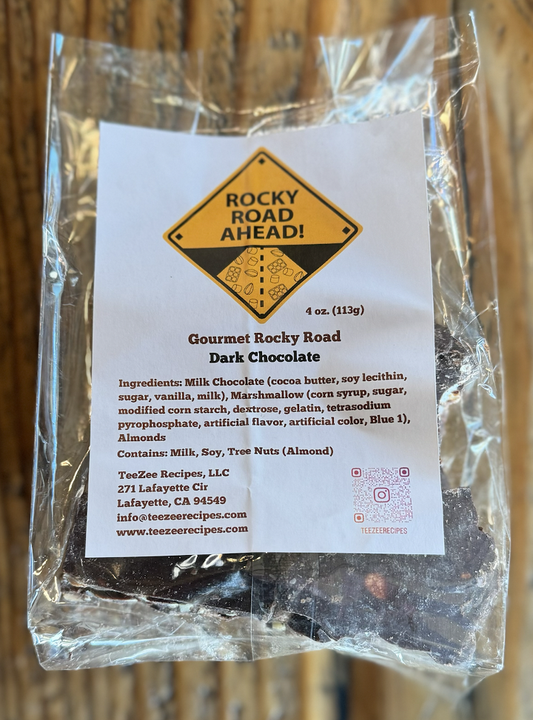 ROCKY
ROAD
AHEAD!
4 oz. (113g)
Gourmet Rocky Road
Dark Chocolate
Ingredients: Milk Chocolate (cocoa butter, soy lecithin,
sugar, vanilla, milk), Marshmallow (corn syrup, sugar,
modified corn starch, dextrose, gelatin, tetrasodium
pyrophosphate, artificial flavor, artificial color, Blue 1),
Almonds
Contains: Milk, Soy, Tree Nuts (Almond)
TeeZee Recipes, LLC
271 Lafayette Cir
Lafayette, CA 94549
info@teezeerecipes.com
www.teezeerecipes.com
TEEZEERECIPES